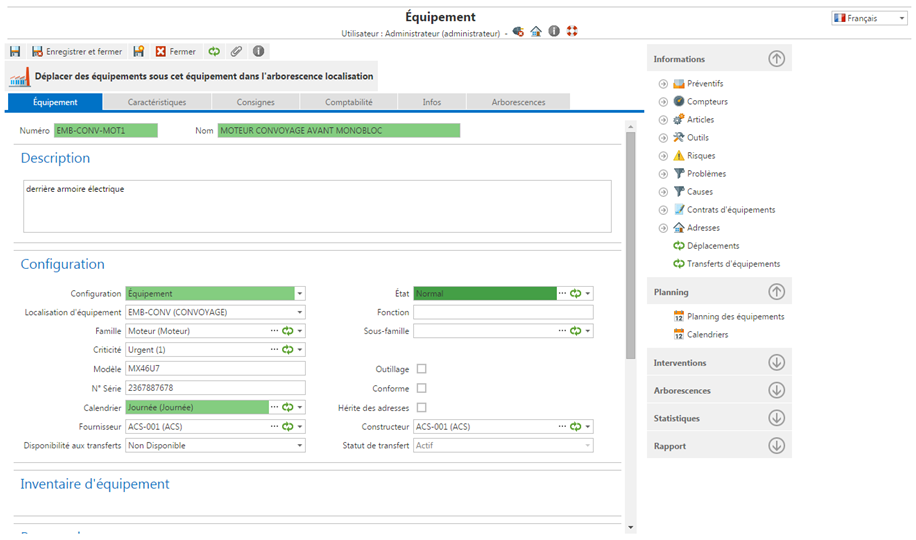 Équipement
Français
Utilisateur : Administrateur (administrateur) -
Enregistrer et fermer
Fermer
Déplacer des équipements sous cet équipement dans l'arborescence localisation
Équipement Caractéristiques Consignes Comptabilité Infos Arborescences
Numéro EMB-CONV-MOT1 Nom MOTEUR CONVOYAGE AVANT MONOBLOC
Description
derrière armoire électrique
Configuration
Configuration Équipement État Normal
Localisation d'équipement EMB-CONV (CONVOYAGE) Fonction
Famille Moteur (Moteur) Sous-famille
Criticité Urgent (1)
Modèle MX46U7 Outillage
N° Série 2367887678 Conforme
Calendrier Journée (Journée) Hérite des adresses
Fournisseur ACS-001 (ACS) Constructeur ACS-001 (ACS)
Disponibilité aux transferts Non Disponible Statut de transfert Actif
Inventaire d'équipement
Informations
Préventifs
Compteurs
Articles
Outils
Risques
Problèmes
Causes
Contrats d'équipements
Adresses
Déplacements
Transferts d'équipements
Planning
12 Planning des équipements
12 Calendriers
Interventions
Arborescences
Statistiques
Rapport